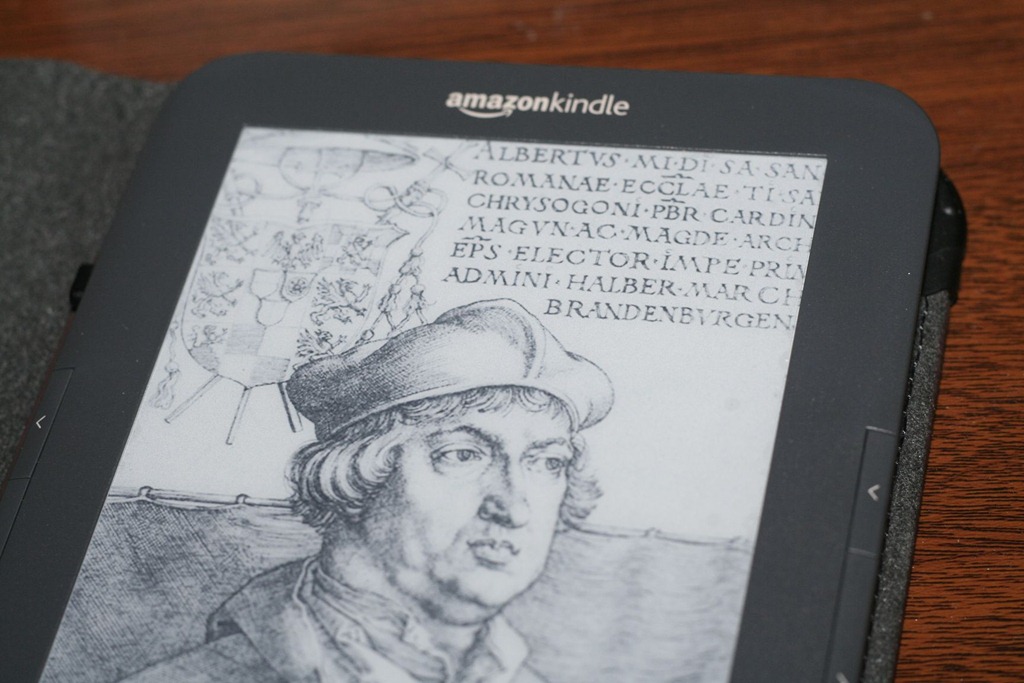 amazonkindle
ALBERTVS·MI·DI·SA·SAN
ROMANAE·ECCLAE·TI·SA
CHRYSOGONI·PBR·CARDIN
MAGVN·AC·MAGDE·ARCH
EPS·ELECTOR·IMPE·PRIN
ADMINI·HALBER·MARCH
BRANDENBVRGEN